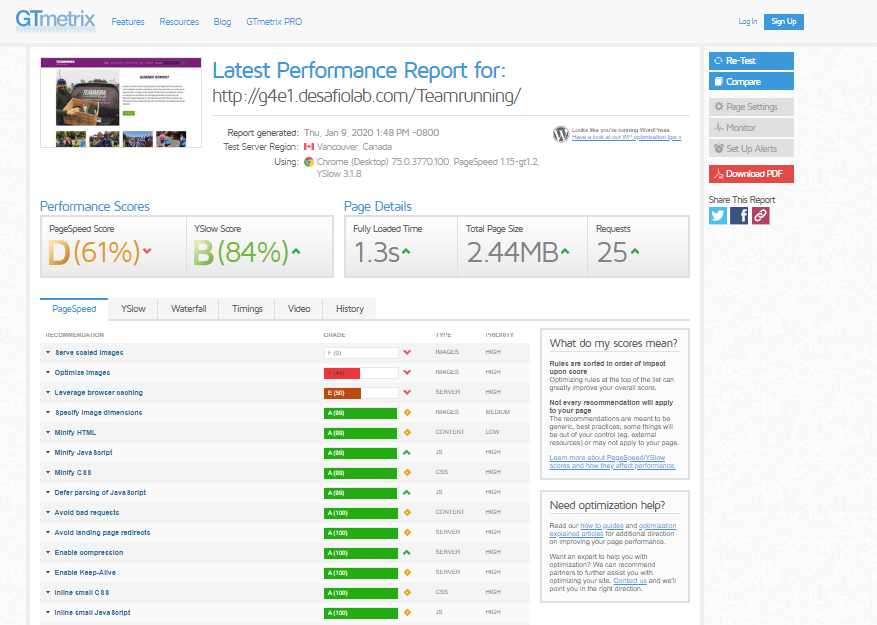 GTmetrix
Features Resources Blog GTmetrix PRO
Log In Sign Up
TEAMMONA
QUIENES SOMOS?
Latest Performance Report for:
http://g4e1.desafiolab.com/Teamrunning/
Report generated: Thu, Jan 9, 2020 1:48 PM -0800
Test Server Region: Vancouver, Canada
Using: Chrome (Desktop) 75.0.3770.100, PageSpeed 1.15-gt1.2,
YSlow 3.1.8
Looks like you're running WordPress
Have a look at our WP optimization tips »
Re-Test
Compare
Page Settings
Monitor
Set Up Alerts
Download PDF
Share This Report
Performance Scores
PageSpeed Score YSlow Score
D(61%) B(84%)
Page Details
Fully Loaded Time Total Page Size Requests
1.3s 2.44MB 25
PageSpeed YSlow Waterfall Timings Video History
RECOMMENDATION GRADE TYPE PRIORITY
Serve scaled images F (0) IMAGES HIGH
Optimize images IMAGES HIGH
Leverage browser caching E (50) SERVER HIGH
Specify image dimensions A (99) IMAGES MEDIUM
Minify HTML A (99) CONTENT LOW
Minify JavaScript A (99) JS HIGH
Minify CSS A (99) CSS HIGH
Defer parsing of JavaScript A (99) JS HIGH
Avoid bad requests A (100) CONTENT HIGH
Avoid landing page redirects A (100) SERVER HIGH
Enable compression A (100) SERVER HIGH
Enable Keep-Alive A (100) SERVER HIGH
Inline small CSS A (100) CSS HIGH
Inline small JavaScript A (100) JS HIGH
What do my scores mean?
Rules are sorted in order of impact
upon score
Optimizing rules at the top of the list can
greatly improve your overall score.
Not every recommendation will apply
to your page
The recommendations are meant to be
generic, best practices; some things will
be out of your control (eg. external
resources) or may not apply to your page.
Learn more about PageSpeed/YSlow
scores and how they affect performance.
Need optimization help?
Read our how to guides and optimization
explained articles for additional direction
on improving your page performance.
Want an expert to help you with
optimization? We can recommend
partners to further assist you with
optimizing your site. Contact us and we'll
point you in the right direction.